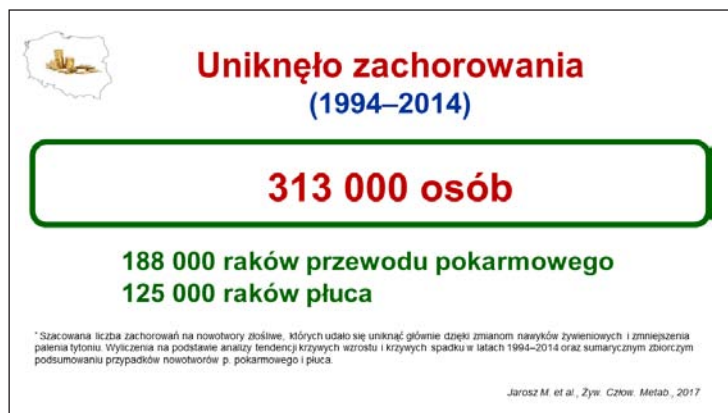 Uniknęło zachorowania
(1994–2014)
313 000 osób
188 000 raków przewodu pokarmowego
125 000 raków płuca
* Szacowana liczba zachorowań na nowotwory złośliwe, których udało się uniknąć głównie dzięki zmianom nawyków żywieniowych i zmniejszenia
palenia tytoniu. Wyliczenia na podstawie analizy tendencji krzywych wzrostu i krzywych spadku w latach 1994–2014 oraz sumarycznym zbiorczym
podsumowaniu przypadków nowotworów p. pokarmowego i płuca.
Jarosz M. et al., Żyw. Człow. Metab., 2017